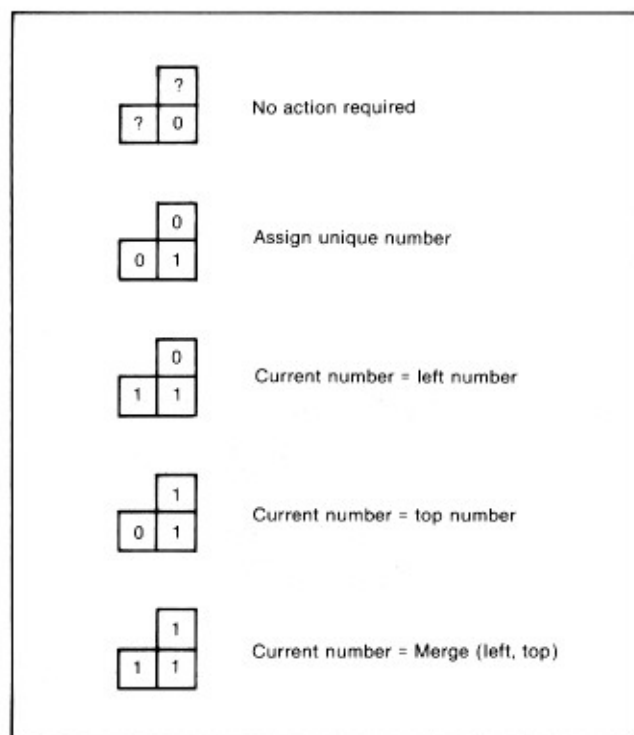 ?
? 0
No action required
0
0 1
Assign unique number
0
1 1
Current number = left number
1
0 1
Current number = top number
1
1 1
Current number = Merge (left, top)